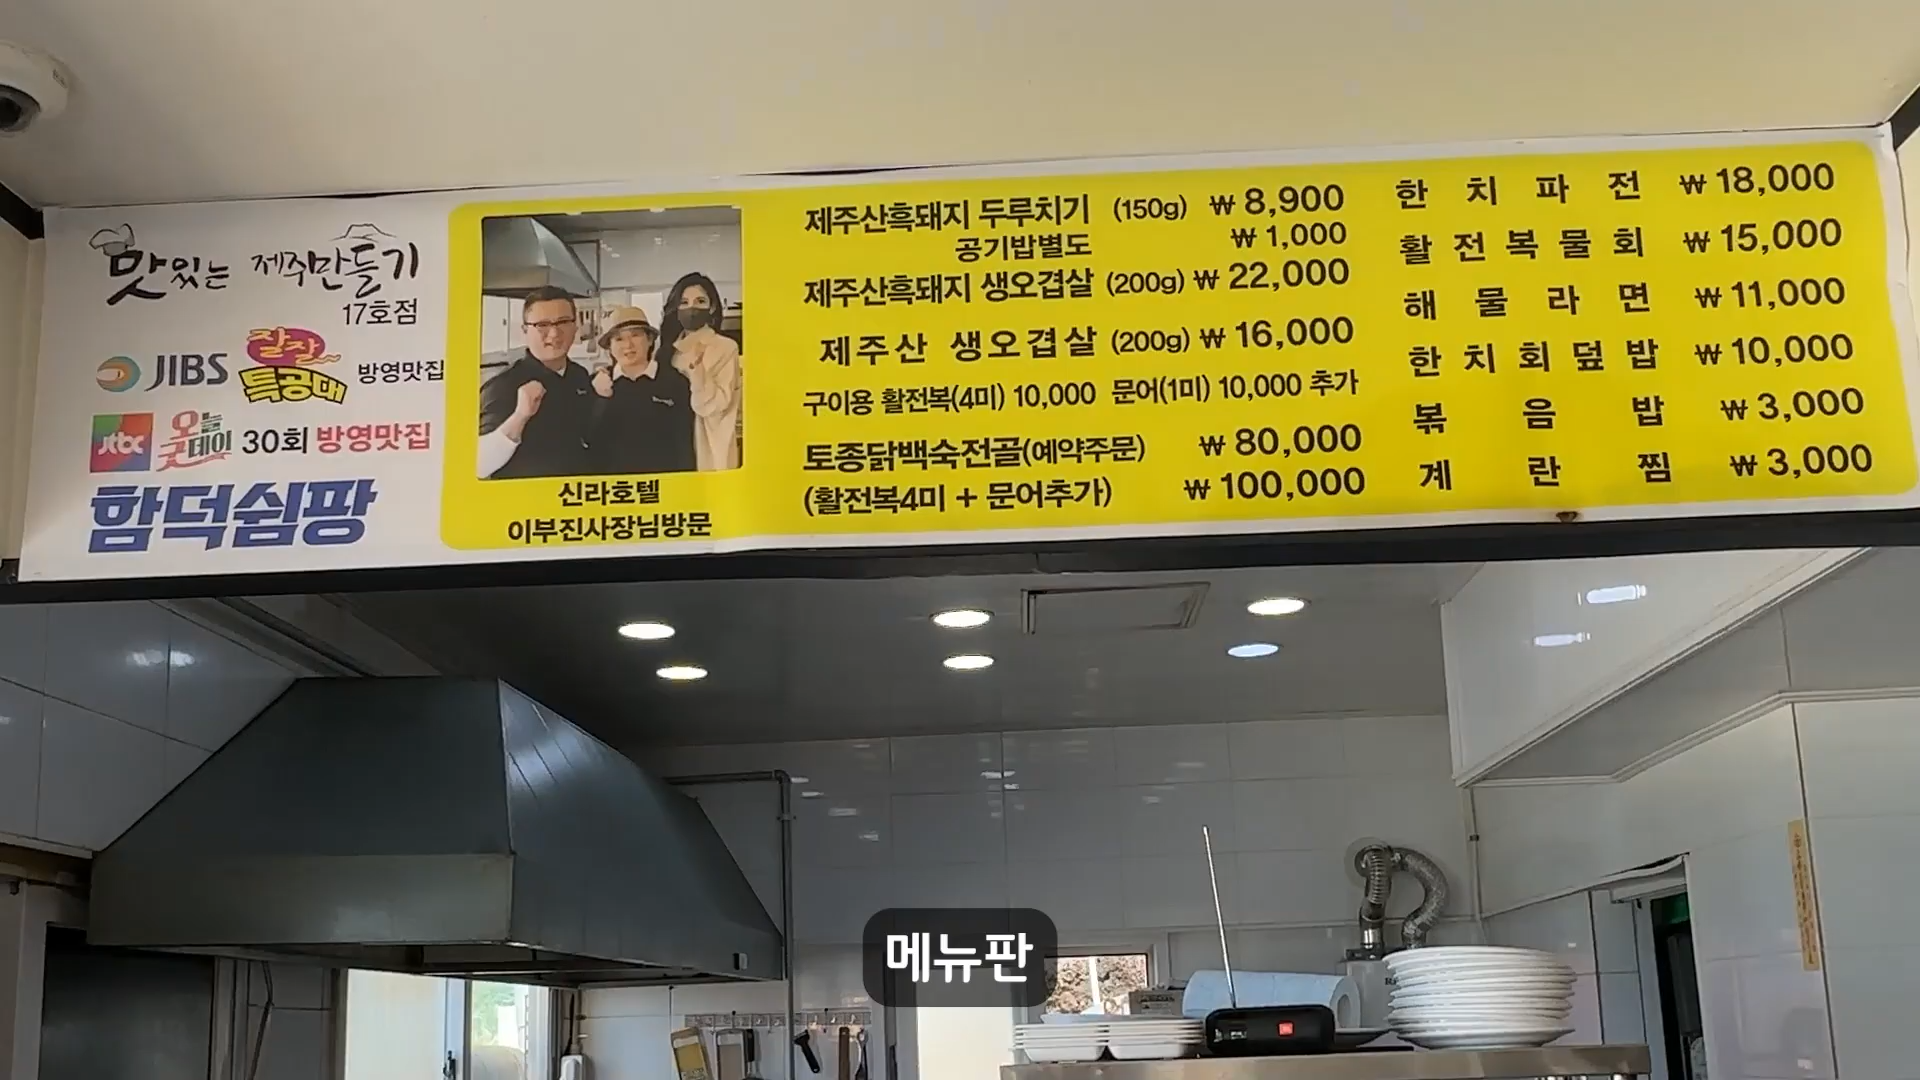 맛있는 제주만들기
17호점
JIBS 잘잘~ 특공대 방영맛집
jtbc 오늘 굿데이 30회 방영맛집
함덕쉼팡
신라호텔
이부진사장님방문
제주산흑돼지 두루치기 (150g) ₩ 8,900
공기밥별도 ₩ 1,000
제주산흑돼지 생오겹살 (200g) ₩ 22,000
제주산 생오겹살 (200g) ₩ 16,000
구이용 활전복(4미) 10,000 문어(1미) 10,000 추가
토종닭백숙전골(예약주문) ₩ 80,000
(활전복4미 + 문어추가) ₩ 100,000
한치파전 ₩ 18,000
활전복물회 ₩ 15,000
해물라면 ₩ 11,000
한치회덮밥 ₩ 10,000
볶음밥 ₩ 3,000
계란찜 ₩ 3,000
메뉴판
JBL